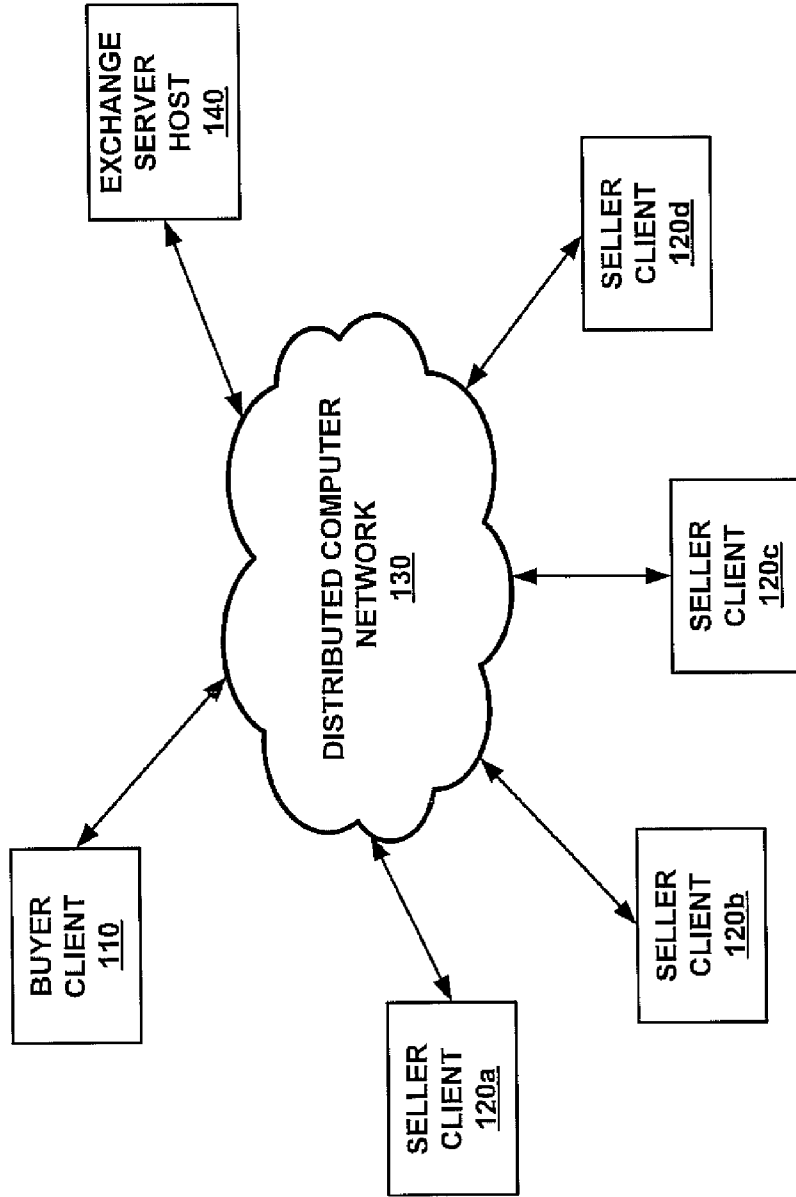 BUYER
CLIENT
110
EXCHANGE
SERVER
HOST
140
DISTRIBUTED COMPUTER
NETWORK
130
SELLER
CLIENT
120a
SELLER
CLIENT
120b
SELLER
CLIENT
120c
SELLER
CLIENT
120d